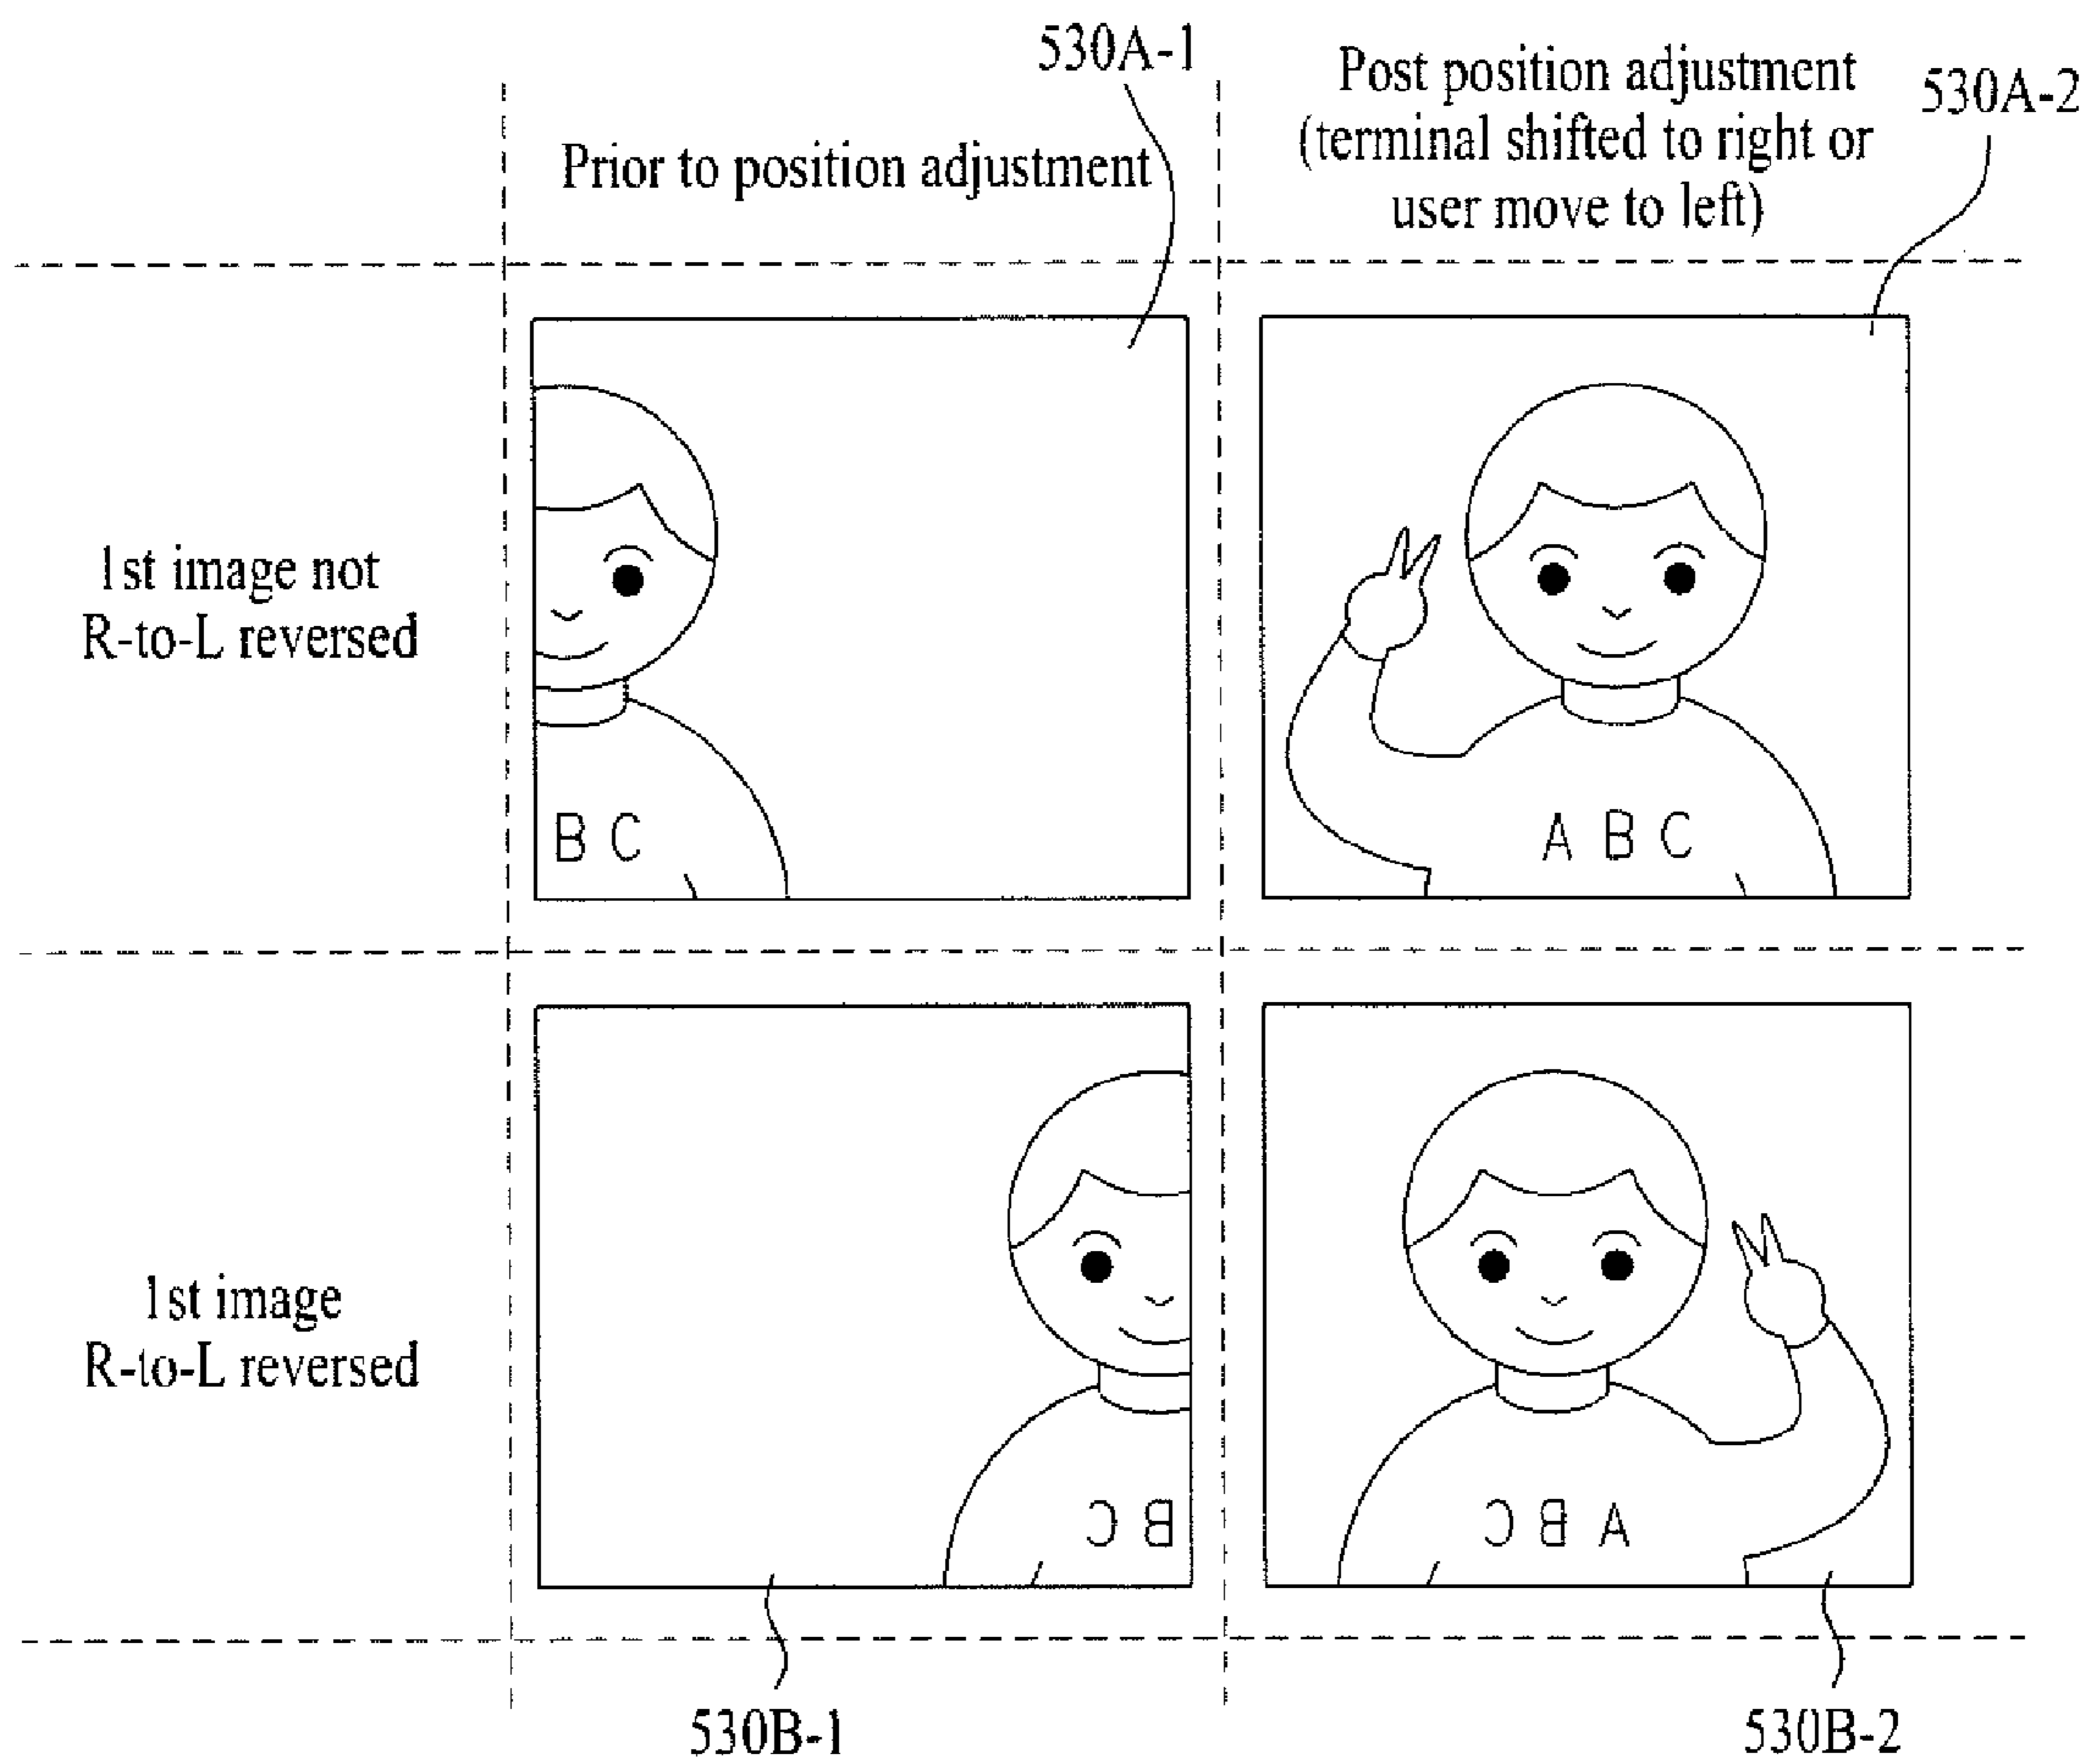 530A-1
Post position adjustment
(terminal shifted to right or
user move to left)
530A-2
Prior to position adjustment
1st image not
R-to-L reversed
B C
A B C
1st image
R-to-L reversed
C B
C B A
530B-1
530B-2